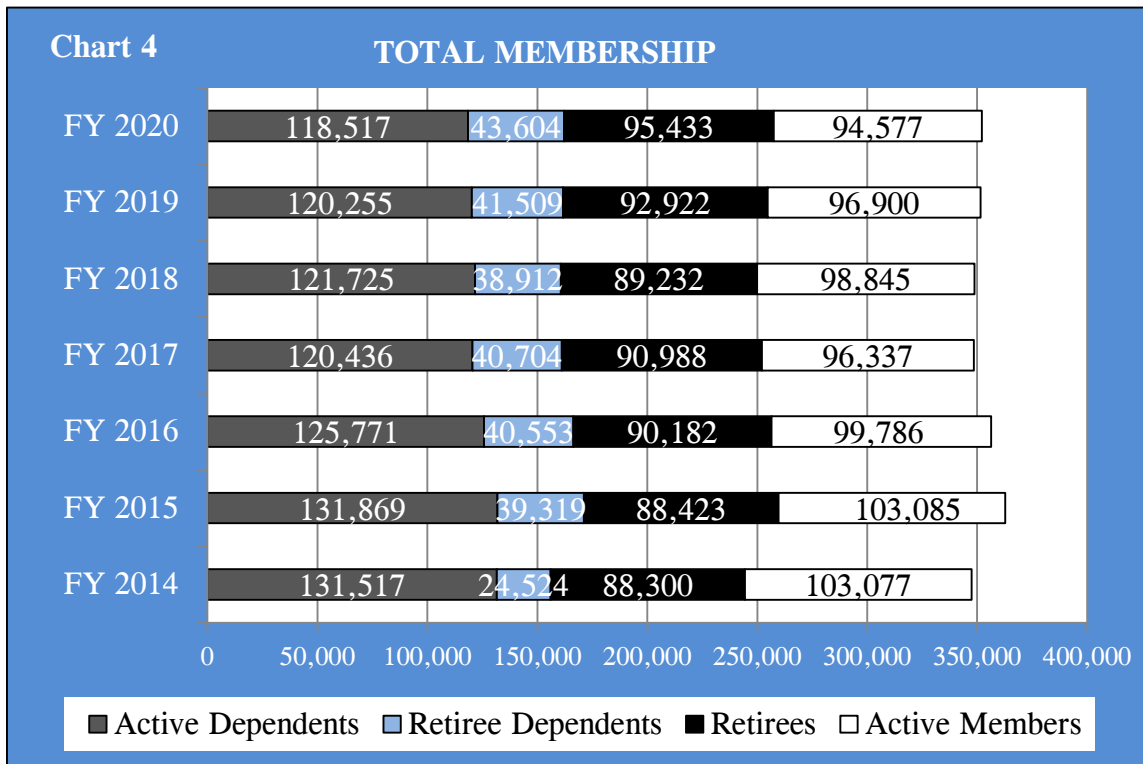 Chart 4
TOTAL MEMBERSHIP
FY 2020 118,517 43,604 95,433 94,577
FY 2019 120,255 41,509 92,922 96,900
FY 2018 121,725 38,912 89,232 98,845
FY 2017 120,436 40,704 90,988 96,337
FY 2016 125,771 40,553 90,182 99,786
FY 2015 131,869 39,319 88,423 103,085
FY 2014 131,517 24,524 88,300 103,077
0 50,000 100,000 150,000 200,000 250,000 300,000 350,000 400,000
Active Dependents Retiree Dependents Retirees Active Members